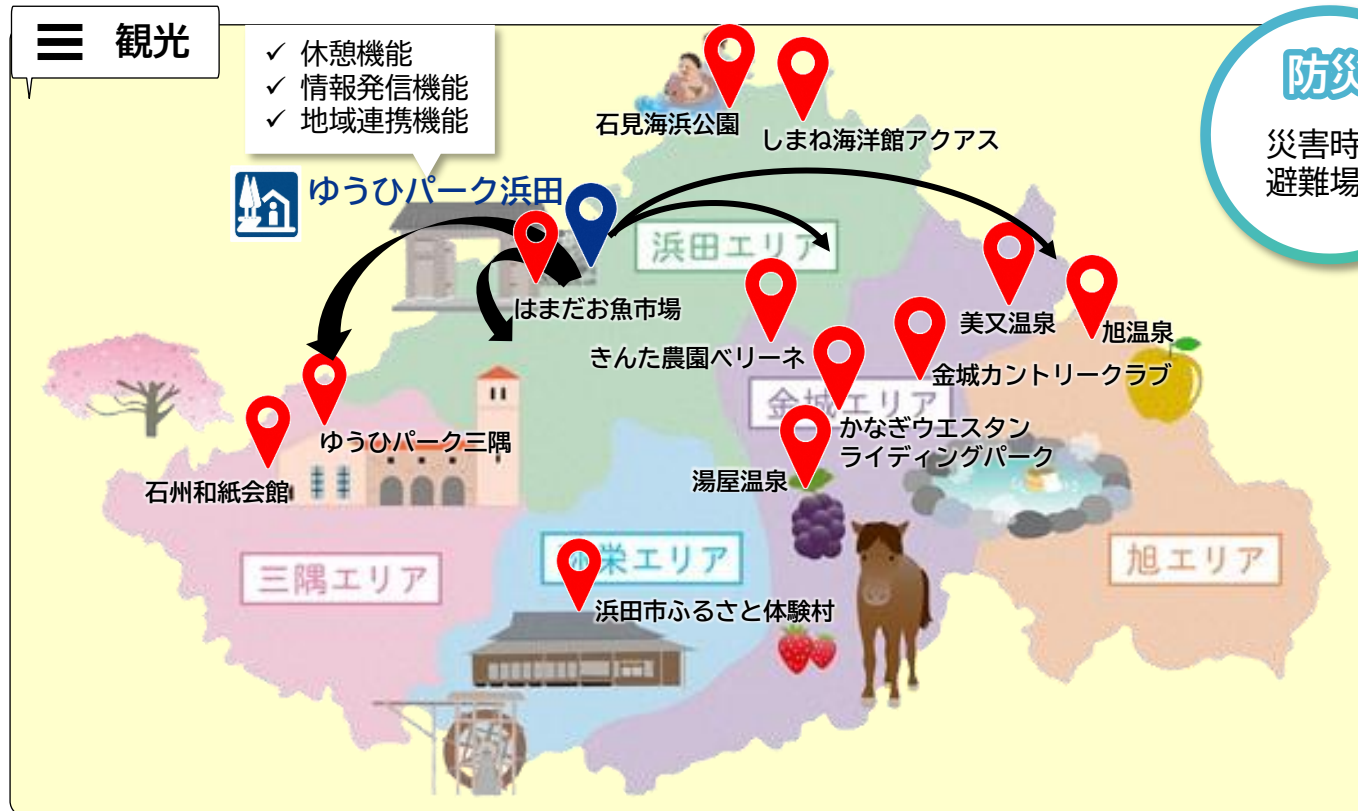 観光
✓ 休憩機能
✓ 情報発信機能
✓ 地域連携機能
防災
災害時
避難場
石見海浜公園
しまね海洋館アクアス
ゆうひパーク浜田
浜田エリア
はまだお魚市場
美又温泉
旭温泉
きんた農園ベリーネ
金城カントリークラブ
金城エリア
かなぎウエスタン
ライディングパーク
ゆうひパーク三隅
湯屋温泉
石州和紙会館
三隅エリア
栄エリア
旭エリア
浜田市ふるさと体験村